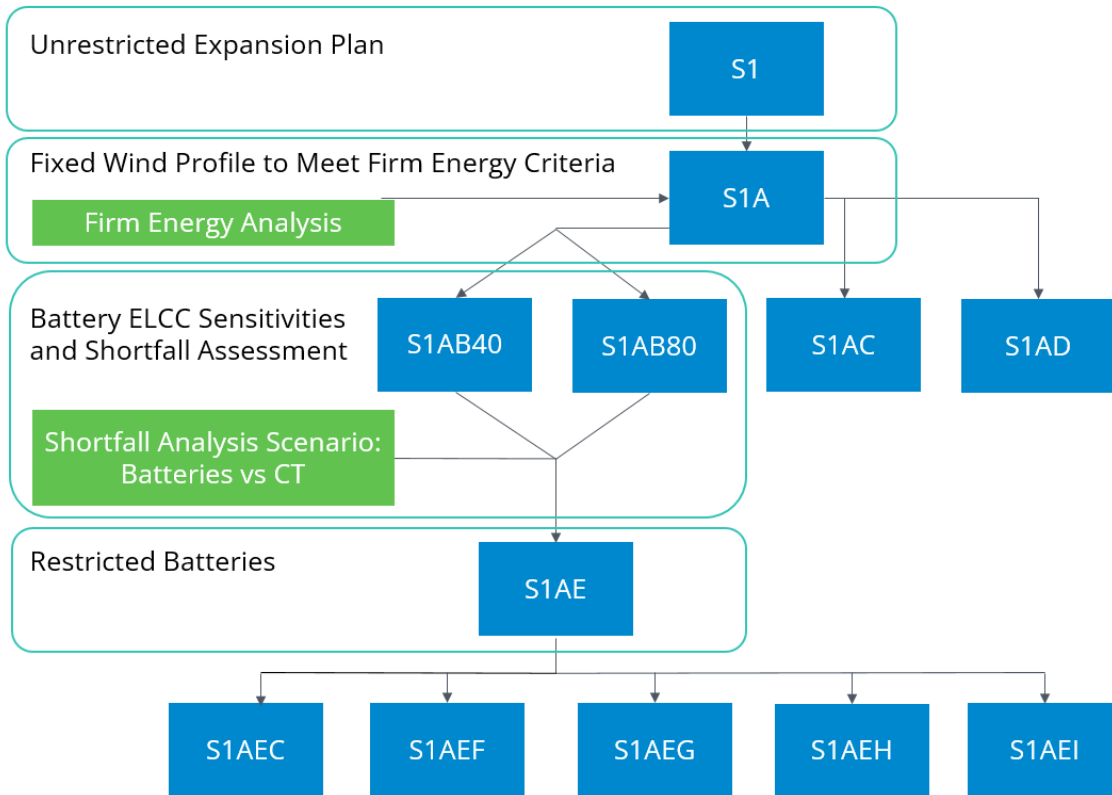 Unrestricted Expansion Plan
S1
Fixed Wind Profile to Meet Firm Energy Criteria
S1A
Firm Energy Analysis
Battery ELCC Sensitivities
and Shortfall Assessment
S1AB40
S1AB80
S1AC
S1AD
Shortfall Analysis Scenario:
Batteries vs CT
Restricted Batteries
S1AE
S1AEC
S1AEF
S1AEG
S1AEH
S1AEI